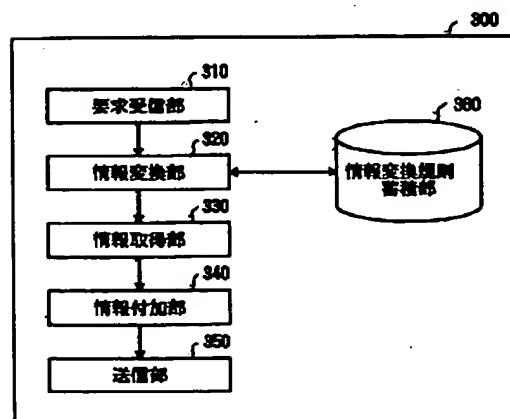 300
310
要求受信部
320
情報変換部
360
情報変換規則
蓄積部
330
情報取得部
340
情報付加部
350
送信部